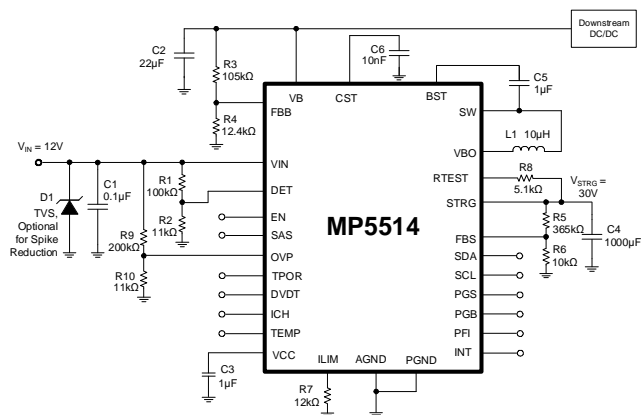 Downstream
DC/DC
C2
22µF
R3
105kΩ
C6
10nF
C5
1µF
FBB
VB
CST
BST
SW
R4
12.4kΩ
L1 10µH
VIN = 12V
VIN
VBO
R1
100kΩ
RTEST
R8
5.1kΩ
VSTRG =
30V
D1
TVS,
Optional
for Spike
Reduction
C1
0.1µF
DET
STRG
R2
11kΩ
R5
365kΩ
C4
1000µF
R9
200kΩ
EN
SAS
MP5514
FBS
R6
10kΩ
OVP
SDA
R10
11kΩ
TPOR
SCL
DVDT
PGS
ICH
PGB
TEMP
PFI
VCC
INT
C3
1µF
ILIM
AGND
PGND
R7
12kΩ